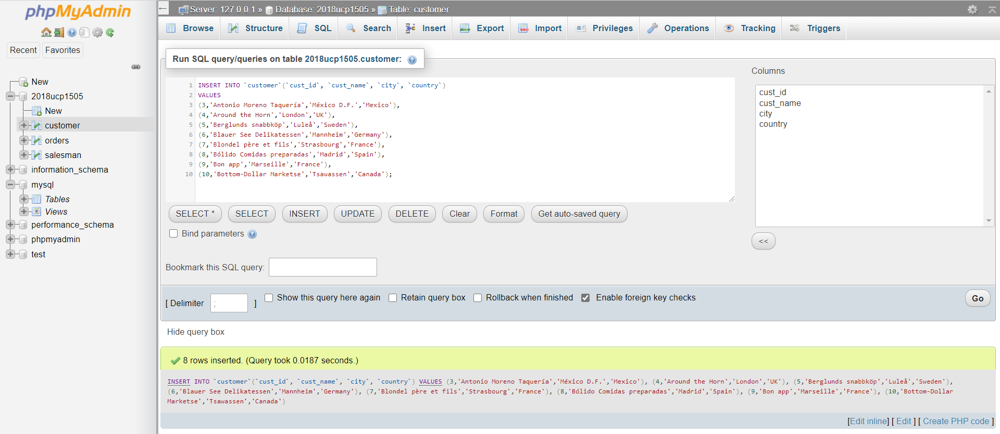 phpMyAdmin
Recent Favorites
New
2018ucp1505
New
customer
orders
salesman
information_schema
mysql
Tables
Views
performance_schema
phpmyadmin
test
← Server: 127.0.0.1 » Database: 2018ucp1505 » Table: customer
Browse Structure SQL Search Insert Export Import Privileges Operations Tracking Triggers
Run SQL query/queries on table 2018ucp1505.customer:
1 INSERT INTO `customer`(`cust_id`, `cust_name`, `city`, `country`)
2 VALUES
3 (3,'Antonio Moreno Taquería','México D.F.','Mexico'),
4 (4,'Around the Horn','London','UK'),
5 (5,'Berglunds snabbköp','Luleå','Sweden'),
6 (6,'Blauer See Delikatessen','Mannheim','Germany'),
7 (7,'Blondel père et fils','Strasbourg','France'),
8 (8,'Bólido Comidas preparadas','Madrid','Spain'),
9 (9,'Bon app','Marseille','France'),
10 (10,'Bottom-Dollar Marketse','Tsawassen','Canada');
Columns
cust_id
cust_name
city
country
<<
SELECT * SELECT INSERT UPDATE DELETE Clear Format Get auto-saved query
Bind parameters
Bookmark this SQL query:
[ Delimiter ; ] Show this query here again Retain query box Rollback when finished Enable foreign key checks Go
Hide query box
8 rows inserted. (Query took 0.0187 seconds.)
INSERT INTO `customer`(`cust_id`, `cust_name`, `city`, `country`) VALUES (3,'Antonio Moreno Taquería','México D.F.','Mexico'), (4,'Around the Horn','London','UK'), (5,'Berglunds snabbköp','Luleå','Sweden'),
(6,'Blauer See Delikatessen','Mannheim','Germany'), (7,'Blondel père et fils','Strasbourg','France'), (8,'Bólido Comidas preparadas','Madrid','Spain'), (9,'Bon app','Marseille','France'), (10,'Bottom-Dollar
Marketse','Tsawassen','Canada')
[Edit inline] [ Edit ] [ Create PHP code ]